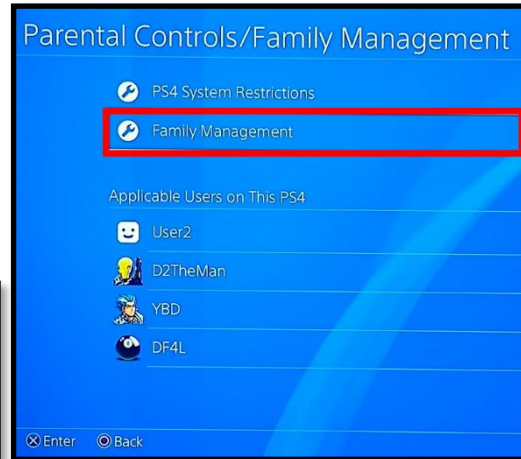 Parental Controls/Family Management
PS4 System Restrictions
Family Management
Applicable Users on This PS4
User2
D2TheMan
YBD
DF4L
Enter Back